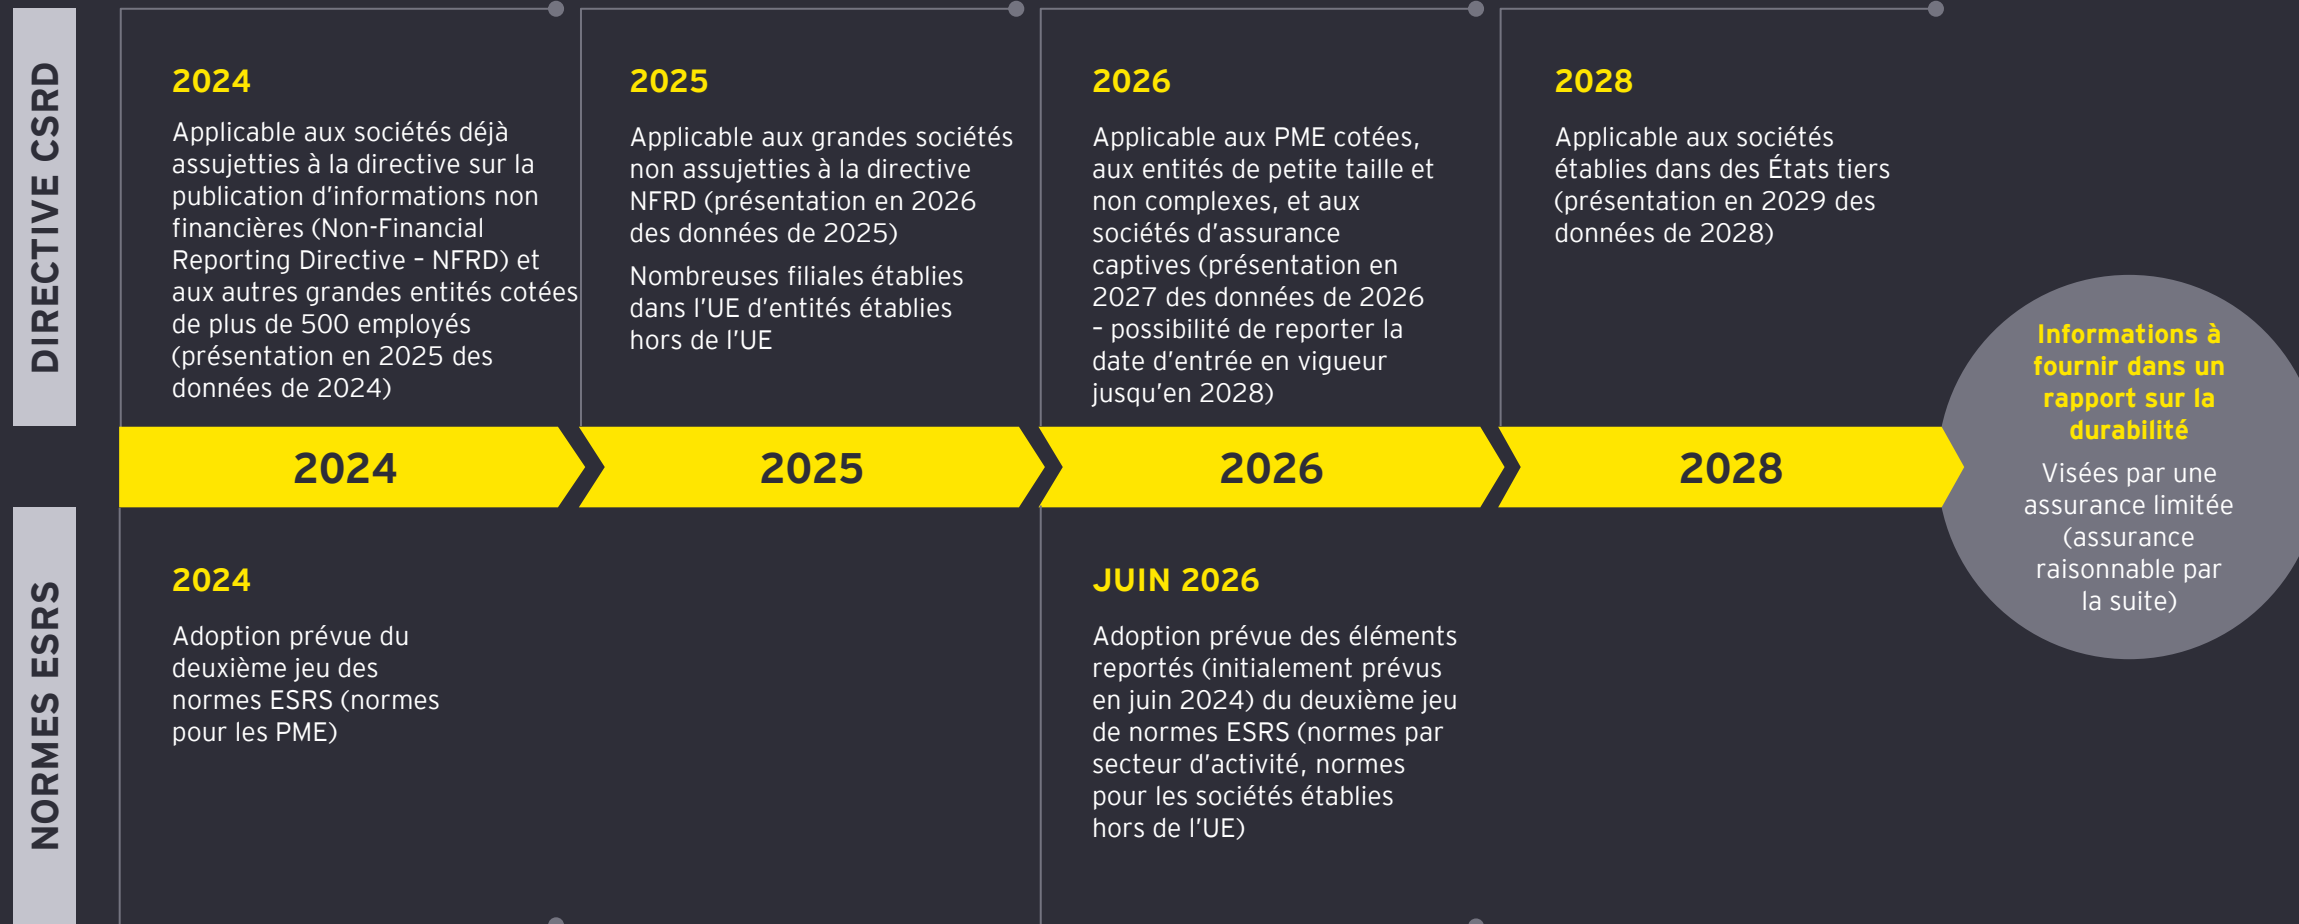 DIRECTIVE CSRD
2024
Applicable aux sociétés déjà
assujetties à la directive sur la
publication d’informations non
financières (Non-Financial
Reporting Directive – NFRD) et
aux autres grandes entités cotées
de plus de 500 employés
(présentation en 2025 des
données de 2024)
2025
Applicable aux grandes sociétés
non assujetties à la directive
NFRD (présentation en 2026
des données de 2025)
Nombreuses filiales établies
dans l’UE d’entités établies
hors de l’UE
2026
Applicable aux PME cotées,
aux entités de petite taille et
non complexes, et aux
sociétés d’assurance
captives (présentation en
2027 des données de 2026
– possibilité de reporter la
date d’entrée en vigueur
jusqu’en 2028)
2028
Applicable aux sociétés
établies dans des États tiers
(présentation en 2029 des
données de 2028)
2024
2025
2026
2028
Informations à
fournir dans un
rapport sur la
durabilité
Visées par une
assurance limitée
(assurance
raisonnable par
la suite)
NORMES ESRS
2024
Adoption prévue du
deuxième jeu des
normes ESRS (normes
pour les PME)
JUIN 2026
Adoption prévue des éléments
reportés (initialement prévus
en juin 2024) du deuxième jeu
de normes ESRS (normes par
secteur d’activité, normes
pour les sociétés établies
hors de l’UE)